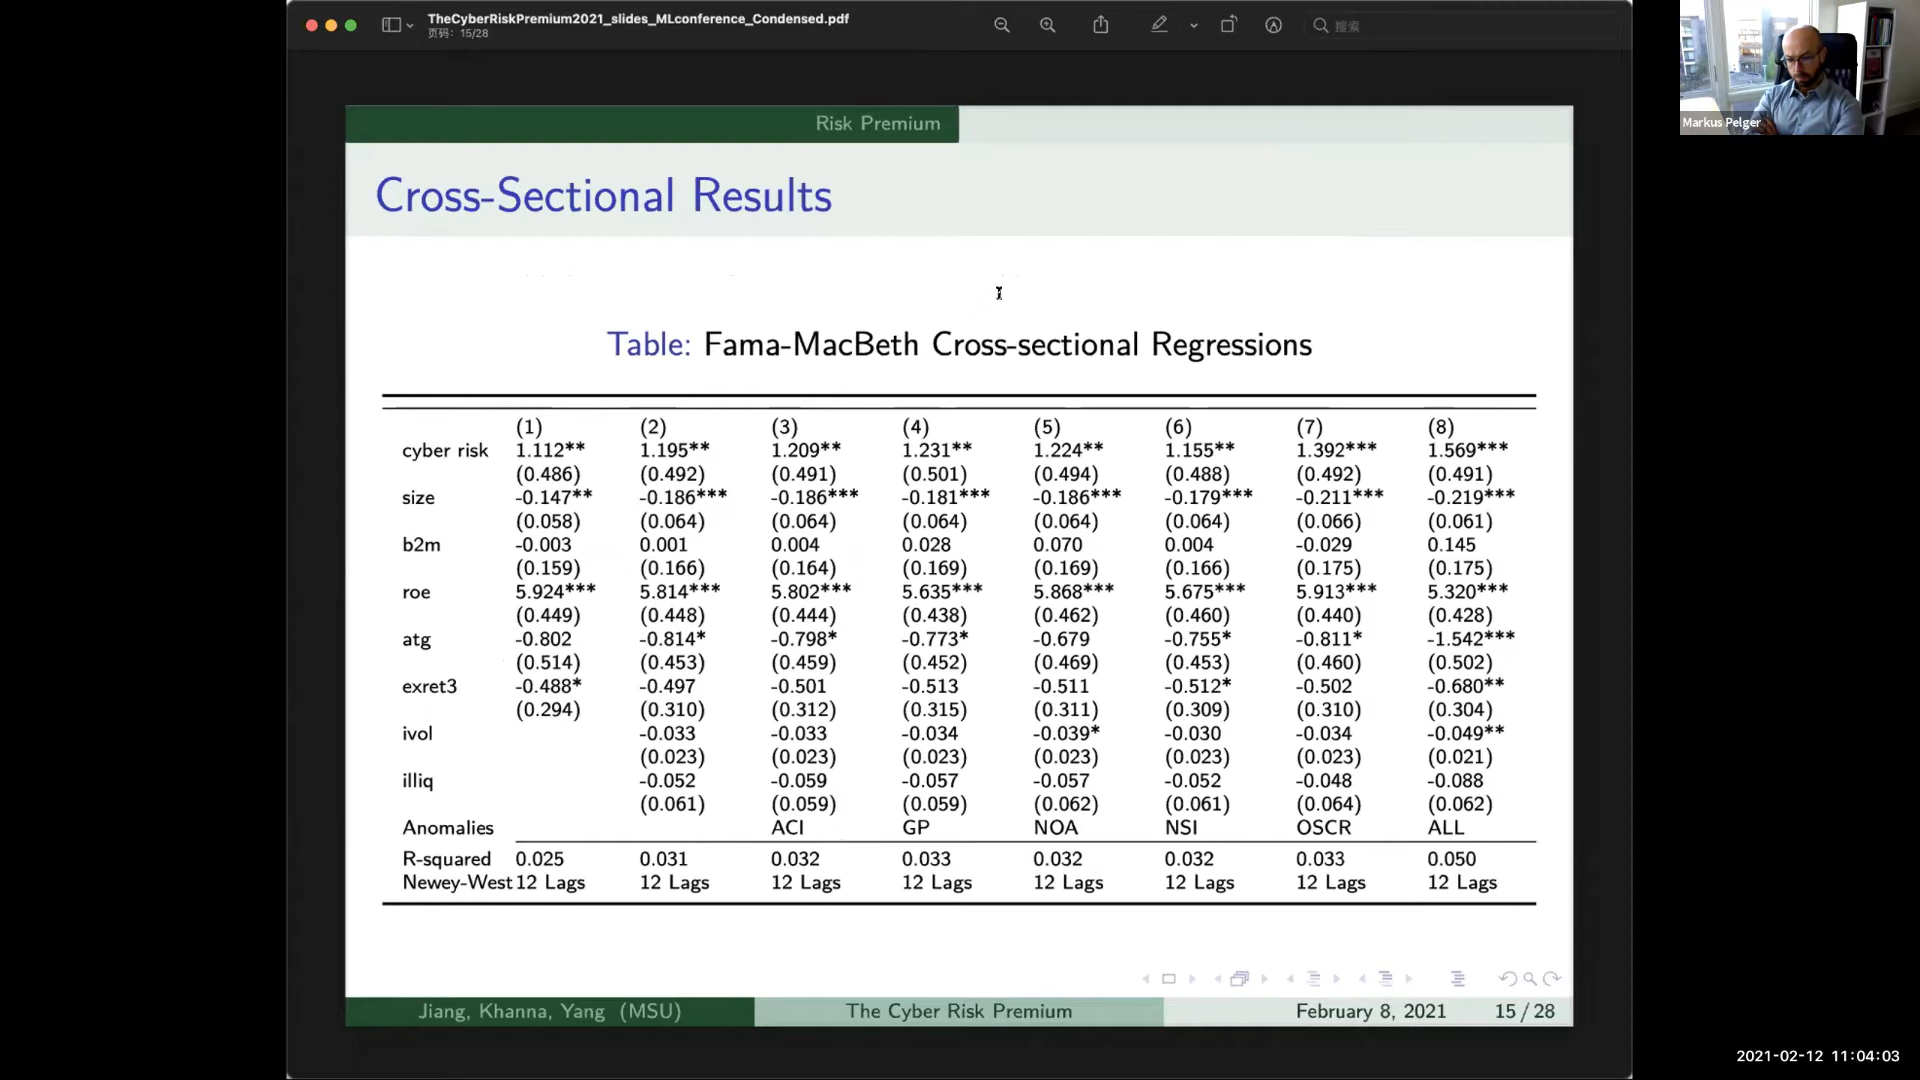 TheCyberRiskPremium2021_slides_MLconference_Condensed.pdf
页码: 15/28
搜索
Markus Pelger
Risk Premium
Cross-Sectional Results
Table: Fama-MacBeth Cross-sectional Regressions
(1) (2) (3) (4) (5) (6) (7) (8)
cyber risk 1.112** 1.195** 1.209** 1.231** 1.224** 1.155** 1.392*** 1.569***
(0.486) (0.492) (0.491) (0.501) (0.494) (0.488) (0.492) (0.491)
size -0.147** -0.186*** -0.186*** -0.181*** -0.186*** -0.179*** -0.211*** -0.219***
(0.058) (0.064) (0.064) (0.064) (0.064) (0.064) (0.066) (0.061)
b2m -0.003 0.001 0.004 0.028 0.070 0.004 -0.029 0.145
(0.159) (0.166) (0.164) (0.169) (0.169) (0.166) (0.175) (0.175)
roe 5.924*** 5.814*** 5.802*** 5.635*** 5.868*** 5.675*** 5.913*** 5.320***
(0.449) (0.448) (0.444) (0.438) (0.462) (0.460) (0.440) (0.428)
atg -0.802 -0.814* -0.798* -0.773* -0.679 -0.755* -0.811* -1.542***
(0.514) (0.453) (0.459) (0.452) (0.469) (0.453) (0.460) (0.502)
exret3 -0.488* -0.497 -0.501 -0.513 -0.511 -0.512* -0.502 -0.680**
(0.294) (0.310) (0.312) (0.315) (0.311) (0.309) (0.310) (0.304)
ivol -0.033 -0.033 -0.034 -0.039* -0.030 -0.034 -0.049**
(0.023) (0.023) (0.023) (0.023) (0.023) (0.023) (0.021)
illiq -0.052 -0.059 -0.057 -0.057 -0.052 -0.048 -0.088
(0.061) (0.059) (0.059) (0.062) (0.061) (0.064) (0.062)
Anomalies ACI GP NOA NSI OSCR ALL
R-squared 0.025 0.031 0.032 0.033 0.032 0.032 0.033 0.050
Newey-West 12 Lags 12 Lags 12 Lags 12 Lags 12 Lags 12 Lags 12 Lags 12 Lags
Jiang, Khanna, Yang (MSU) The Cyber Risk Premium February 8, 2021 15 / 28
2021-02-12 11:04:03